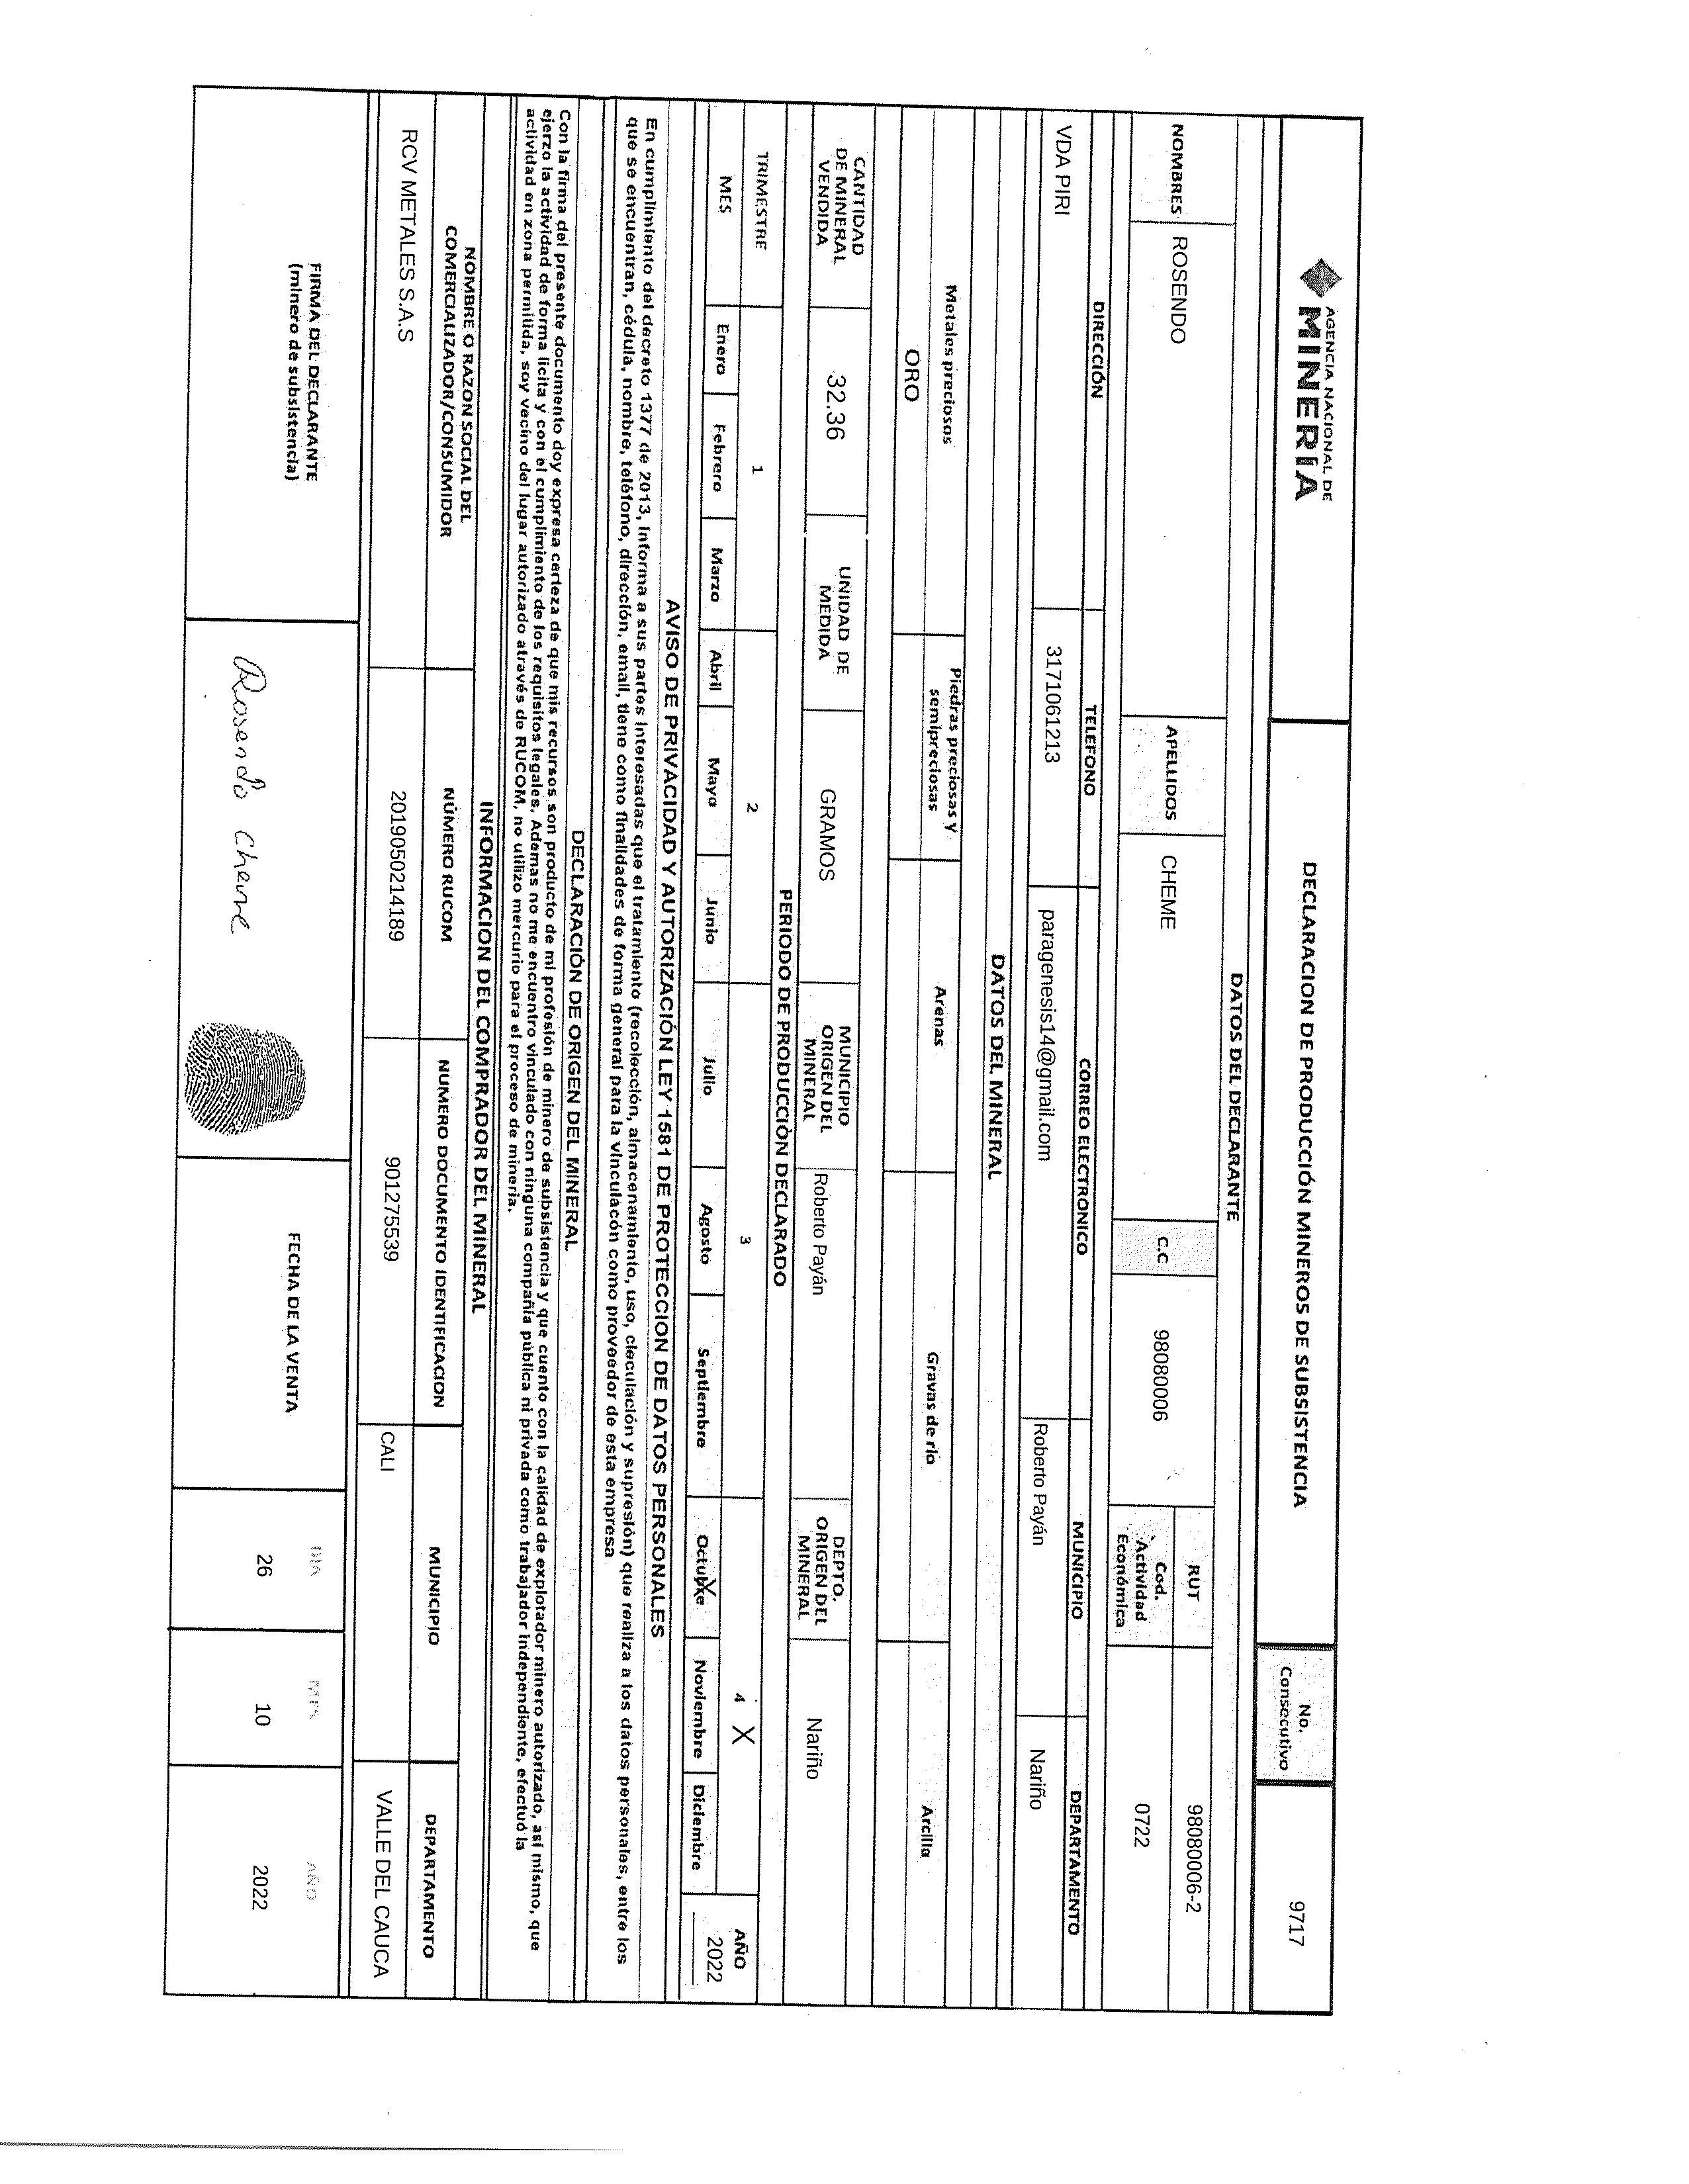 AGENCIA NACIONAL DE
MINERÍA
DECLARACION DE PRODUCCIÓN MINEROS DE SUBSISTENCIA
No.
Consecutivo
9717
DATOS DEL DECLARANTE
NOMBRES
ROSENDO
APELLIDOS
CHEME
C.C
98080006
RUT
98080006-2
Cod.
Actividad
Económica
0722
DIRECCIÓN
TELEFONO
CORREO ELECTRONICO
MUNICIPIO
DEPARTAMENTO
VDA PIRI
3171061213
paragenesis14@gmail.com
Roberto Payán
Nariño
DATOS DEL MINERAL
Metales preciosos
Piedras preciosas y
semipreciosas
Arenas
Gravas de rio
Arcilla
ORO
CANTIDAD
DE MINERAL
VENDIDA
32.36
UNIDAD DE
MEDIDA
GRAMOS
MUNICIPIO
ORIGEN DEL
MINERAL
Roberto Payán
DEPTO.
ORIGEN DEL
MINERAL
Nariño
PERIODO DE PRODUCCIÓN DECLARADO
TRIMESTRE
1
2
3
4 X
AÑO
2022
MES
Enero
Febrero
Marzo
Abril
Mayo
Junio
Julio
Agosto
Septiembre
Octubre X
Noviembre
Diciembre
AVISO DE PRIVACIDAD Y AUTORIZACIÓN LEY 1581 DE PROTECCION DE DATOS PERSONALES
En cumplimiento del decreto 1377 de 2013, Informa a sus partes interesadas que el tratamiento (recolección, almacenamiento, uso, cieculación y supresión) que realiza a los datos personales, entre los
que se encuentran, cédula, nombre, teléfono, dirección, email, tiene como finalidades de forma general para la vinculacón como proveedor de esta empresa
DECLARACIÓN DE ORIGEN DEL MINERAL
Con la firma del presente documento doy expresa certeza de que mis recursos son producto de mi profesión de minero de subsistencia y que cuento con la calidad de explotador minero autorizado, así mismo, que
ejerzo la actividad de forma licita y con el cumplimiento de los requisitos legales. Ademas no me encuentro vinculado con ninguna compañía pública ni privada como trabajador independiente, efectuó la
actividad en zona permitida, soy vecino del lugar autorizado através de RUCOM, no utilizo mercurio para el proceso de mineria.
INFORMACION DEL COMPRADOR DEL MINERAL
NOMBRE O RAZON SOCIAL DEL
COMERCIALIZADOR/CONSUMIDOR
NÚMERO RUCOM
NUMERO DOCUMENTO IDENTIFICACION
MUNICIPIO
DEPARTAMENTO
RCV METALES S.A.S
201905021489
901275539
CALI
VALLE DEL CAUCA
FIRMA DEL DECLARANTE
(minero de subsistencia)
Rosendo Cheme
FECHA DE LA VENTA
DIA
MES
AÑO
26
10
2022